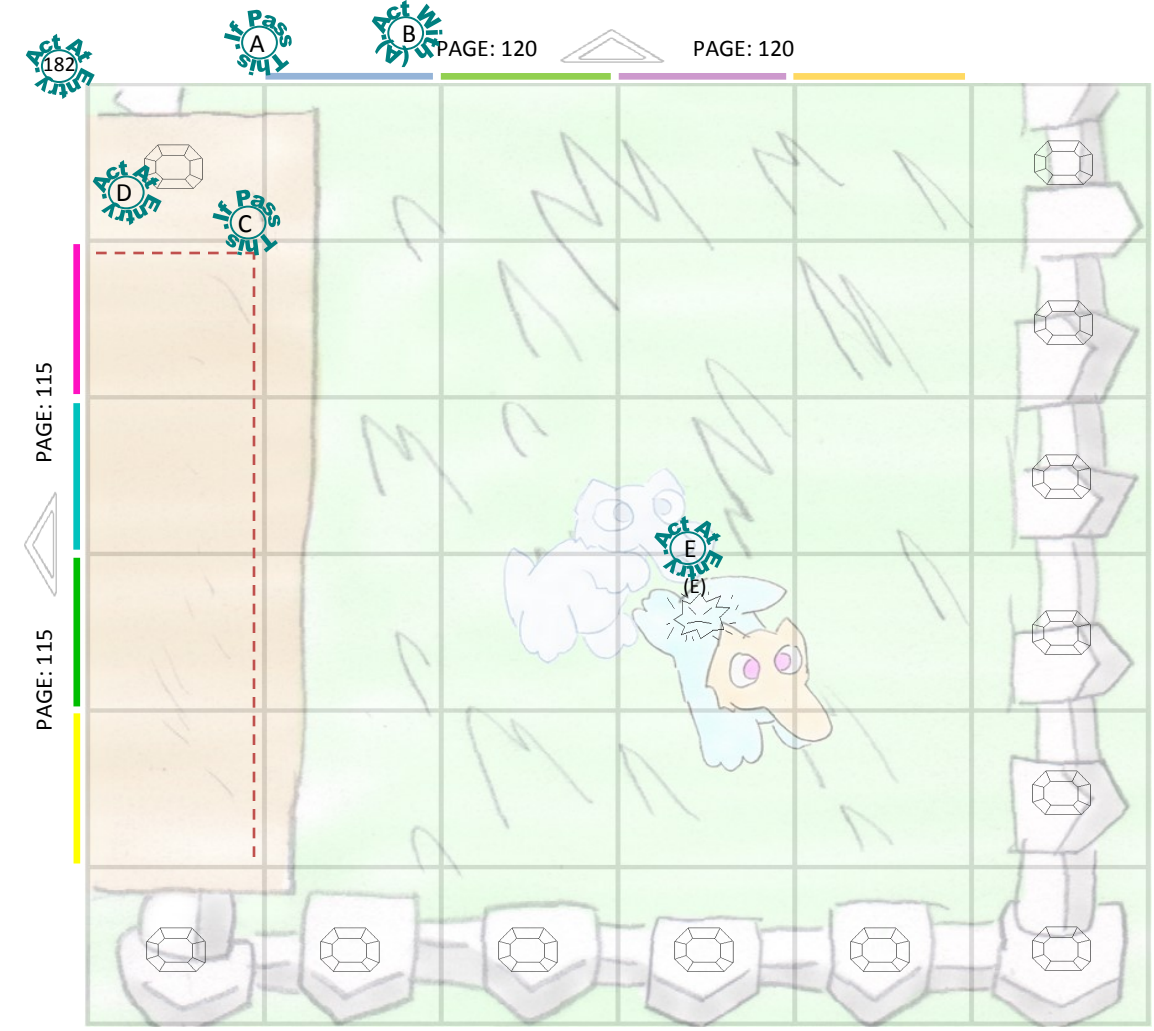 Act At Entry.
182
If Pass This.
A
Act With (A)
B
PAGE: 120
PAGE: 120
Act At Entry.
D
If Pass This.
C
PAGE: 115
PAGE: 115
Act At Entry.
E
(E)